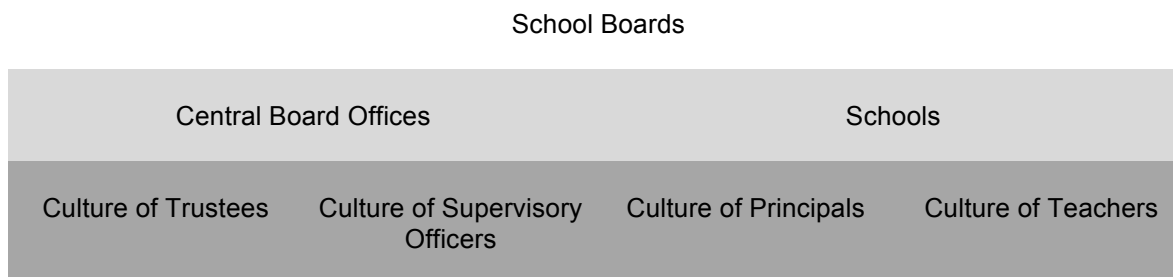 School Boards
Central Board Offices
Schools
Culture of Trustees
Culture of Supervisory
Officers
Culture of Principals
Culture of Teachers